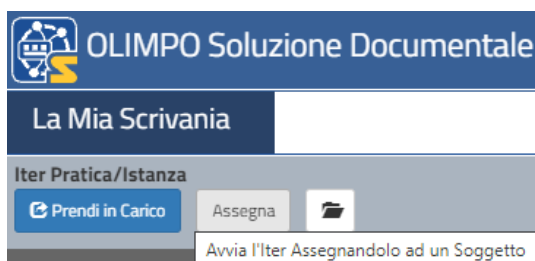 OLIMPO Soluzione Documentale
La Mia Scrivania
Iter Pratica/Istanza
Prendi in Carico Assegna
Avvia l'Iter Assegnandolo ad un Soggetto